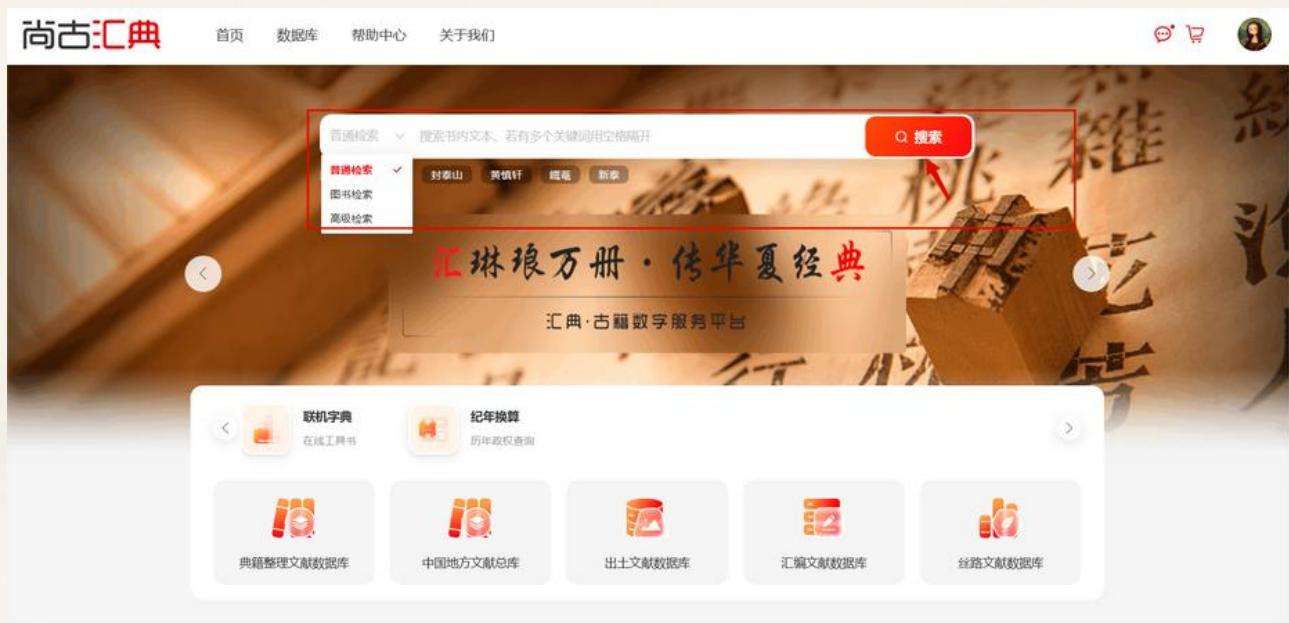 尚古汇典 首页 数据库 帮助中心 关于我们
普通检索 搜索书内文本、若有多个关键词用空格隔开 搜索
普通检索 封泰山 黄慎轩 新泰
图书检索
高级检索
汇琳琅万册·传华夏经典
汇典·古籍数字服务平台
联机字典 纪年换算
在线工具书 历年政权查询
典籍整理文献数据库 中国地方文献总库 出土文献数据库 汇编文献数据库 丝路文献数据库